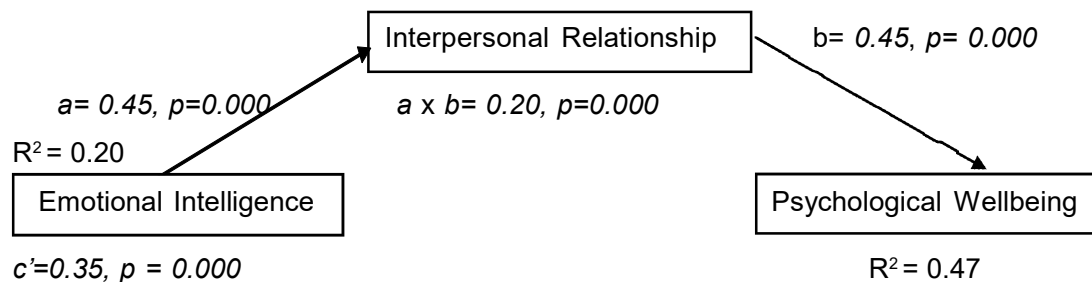 Interpersonal Relationship
b= 0.45, p= 0.000
a= 0.45, p=0.000
a x b= 0.20, p=0.000
R² = 0.20
Emotional Intelligence
Psychological Wellbeing
c'=0.35, p = 0.000
R² = 0.47